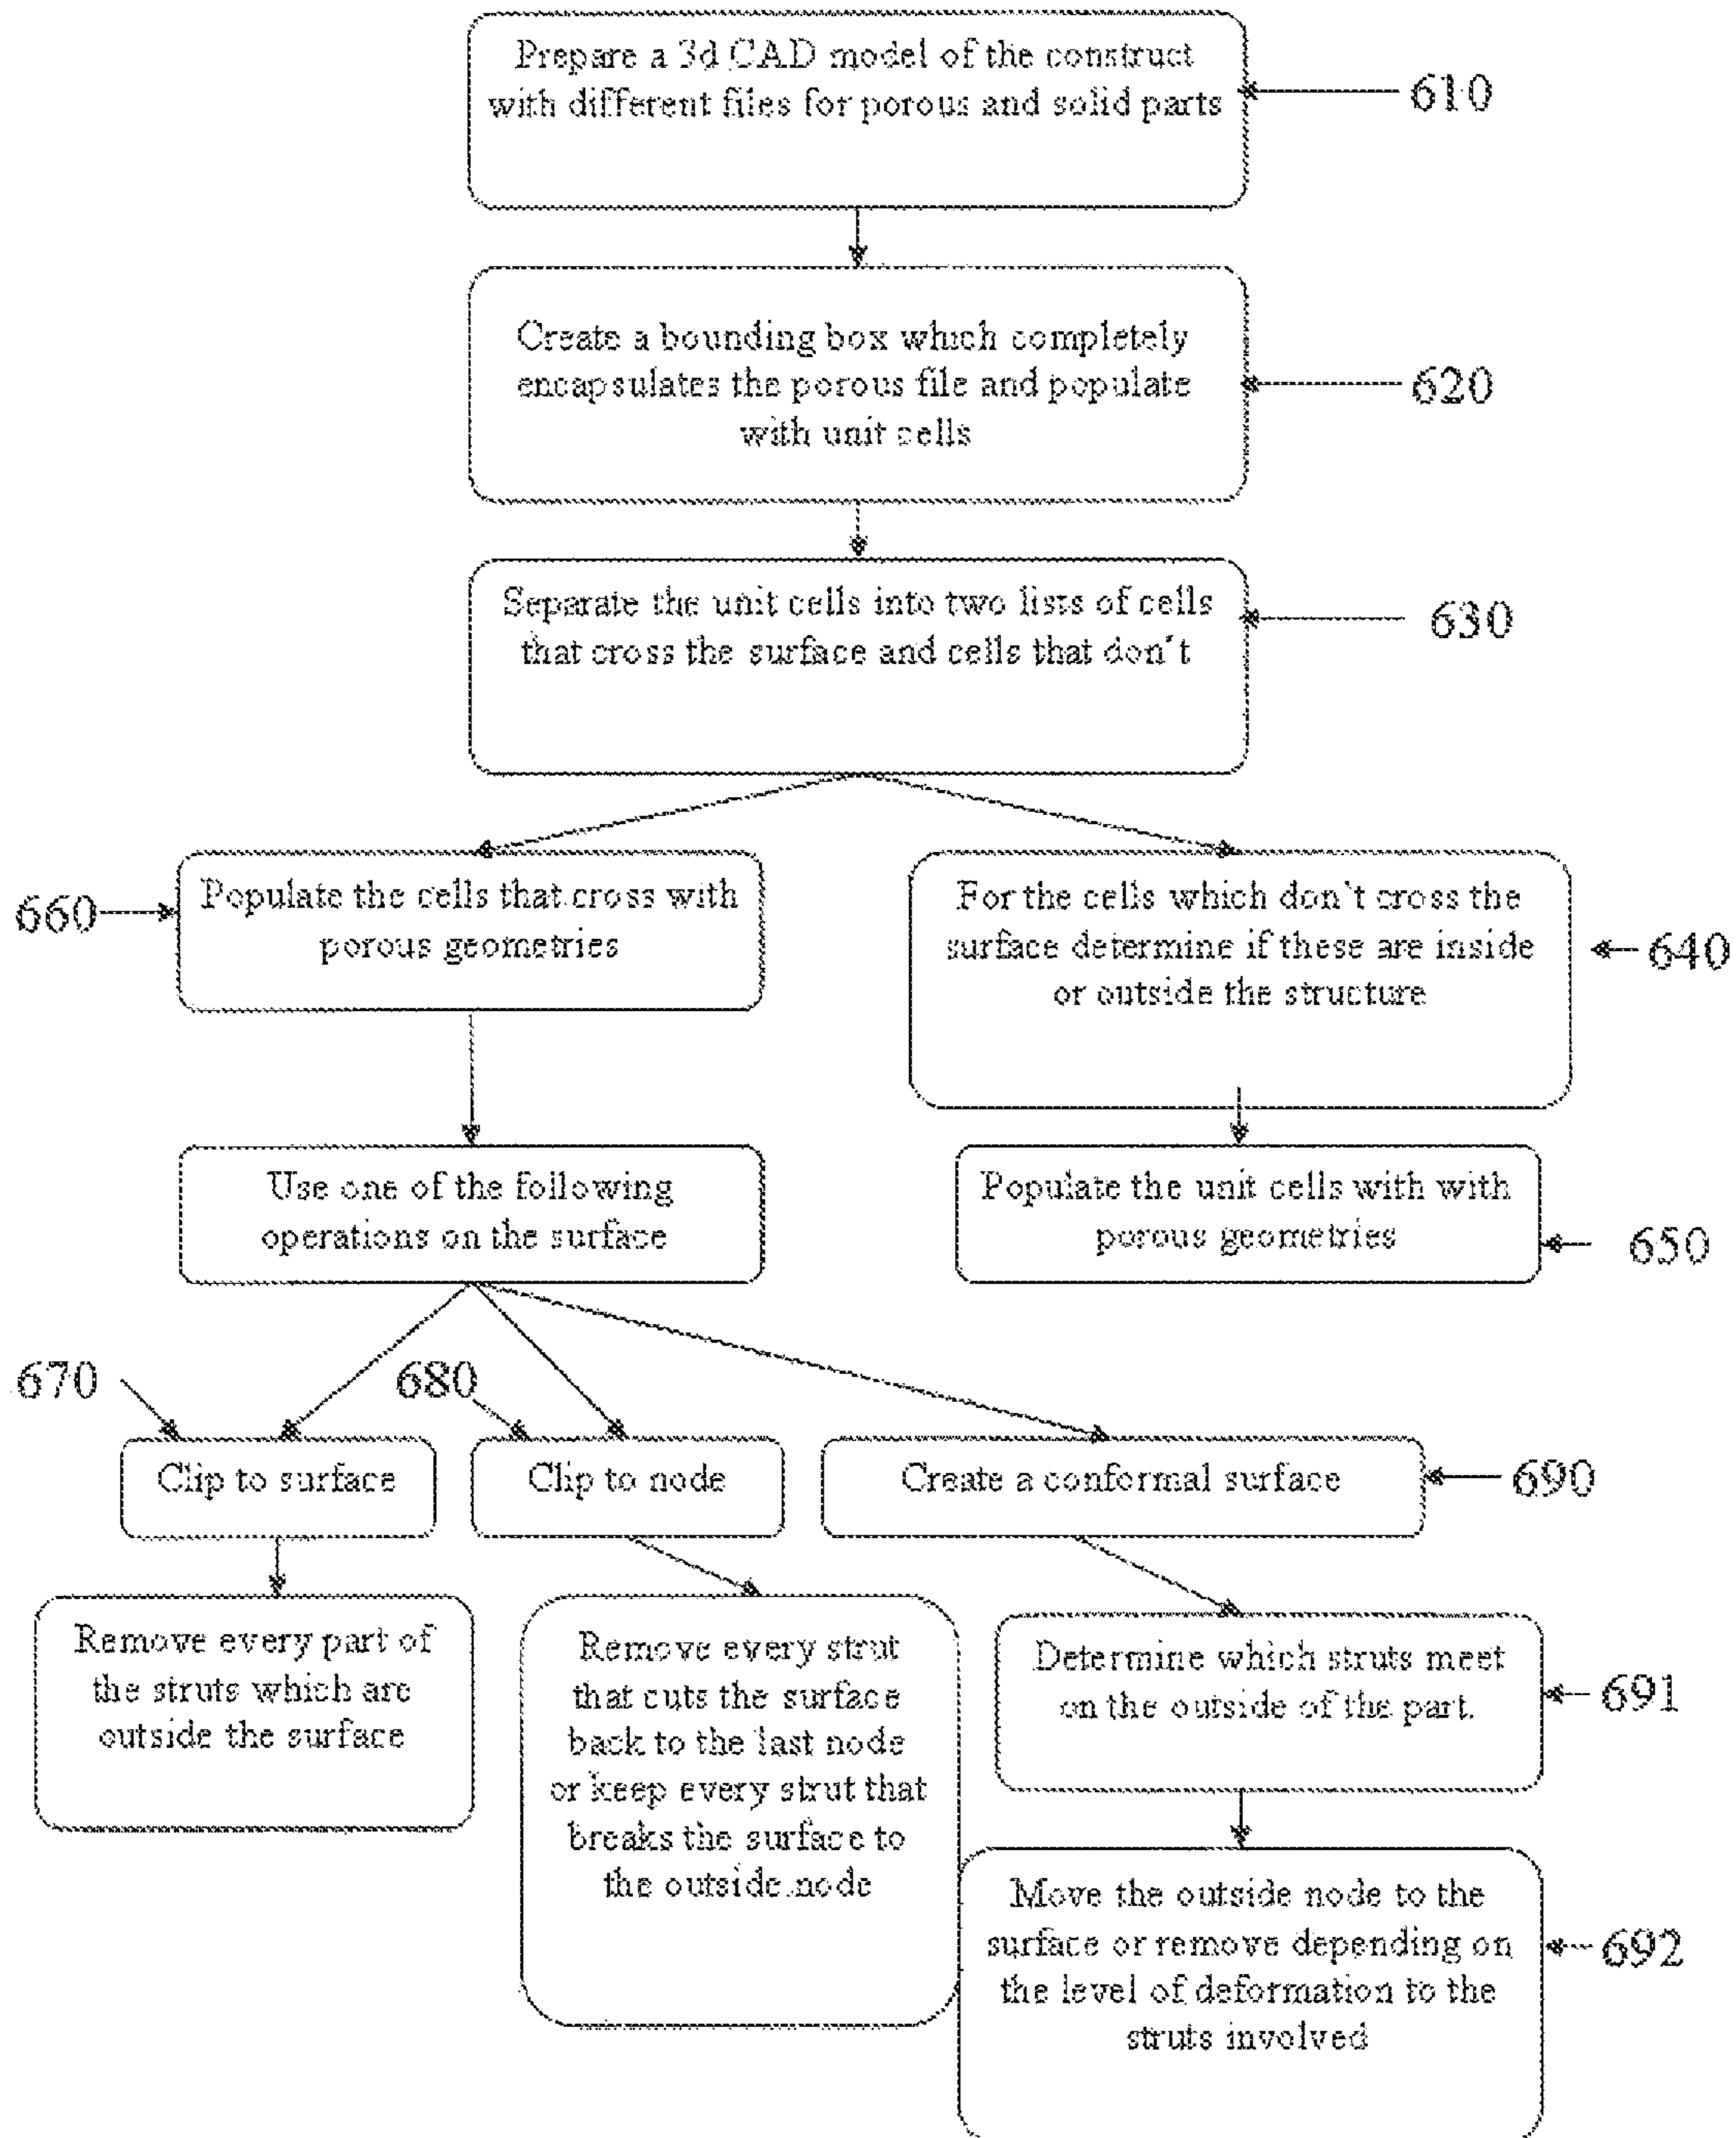 Prepare a 3d CAD model of the construct
with different files for porous and solid parts
610
Create a bounding box which completely
encapsulates the porous file and populate
with unit cells
620
Separate the unit cells into two lists of cells
that cross the surface and cells that don't
630
660
Populate the cells that cross with
porous geometries
For the cells which don't cross the
surface determine if these are inside
or outside the structure
640
Use one of the following
operations on the surface
Populate the unit cells with with
porous geometries
650
670
680
Clip to surface
Clip to node
Create a conformal surface
690
Remove every part of
the struts which are
outside the surface
Remove every strut
that cuts the surface
back to the last node
or keep every strut that
breaks the surface to
the outside node
Determine which struts meet
on the outside of the part.
691
Move the outside node to the
surface or remove depending on
the level of deformation to the
struts involved
692